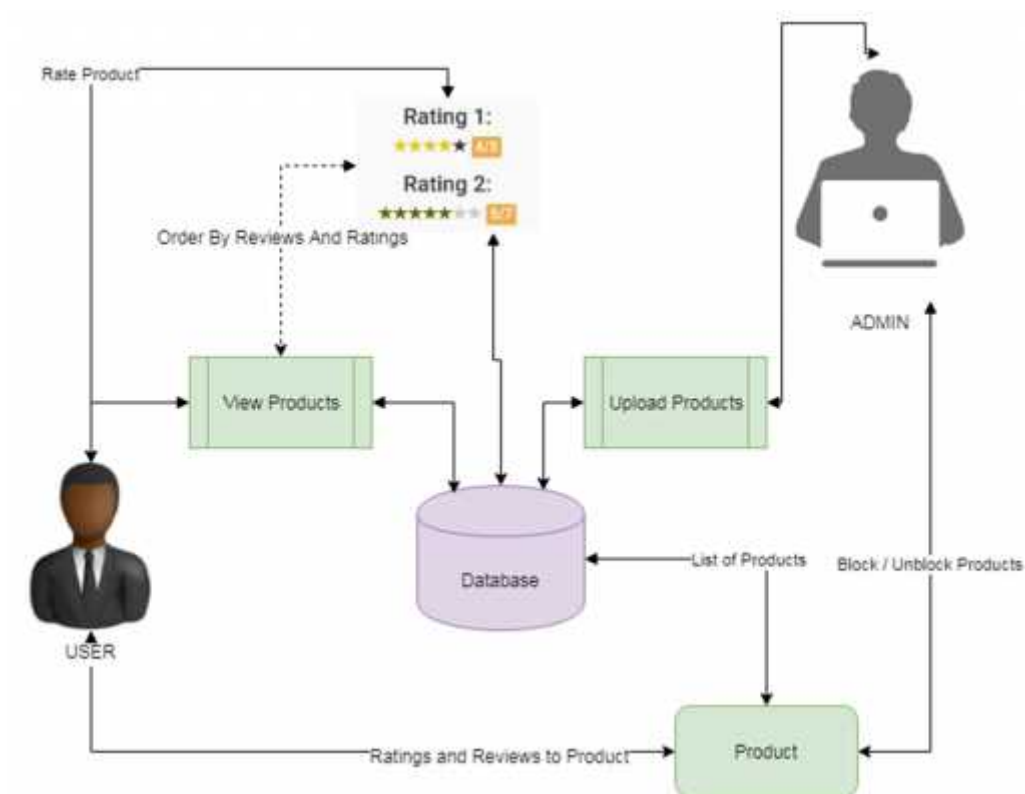 Rate Product
Rating 1:
4/5
Rating 2:
5/7
Order By Reviews And Ratings
ADMIN
View Products
Upload Products
Database
List of Products
Block / Unblock Products
USER
Ratings and Reviews to Product
Product